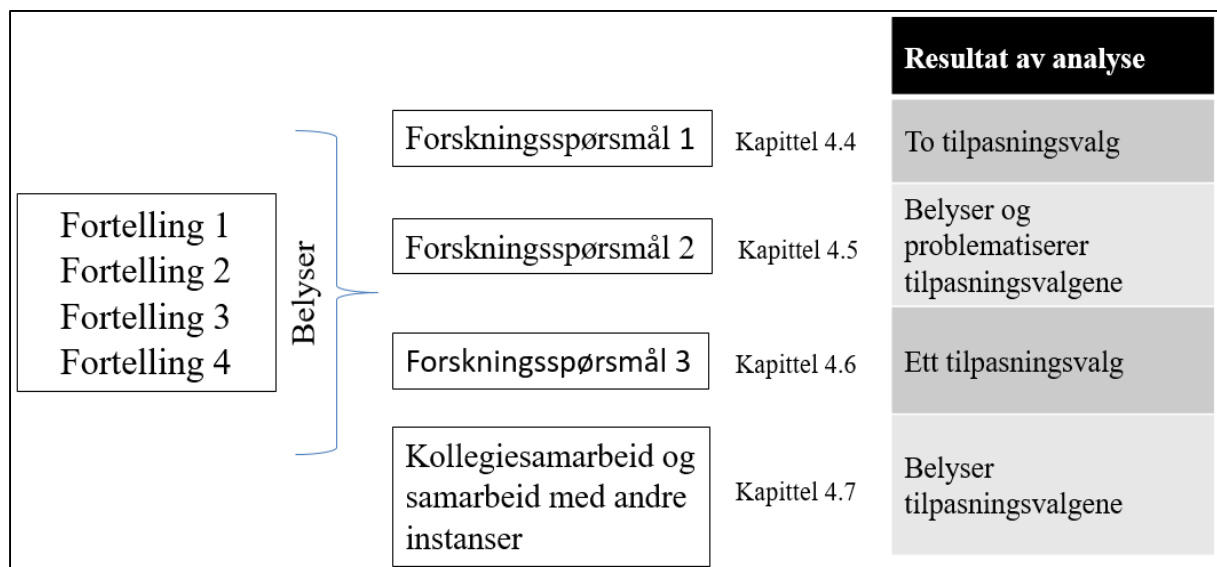 Fortelling 1
Fortelling 2
Fortelling 3
Fortelling 4
Belyser
Resultat av analyse
Forskningsspørsmål 1
Kapittel 4.4
To tilpasningsvalg
Forskningsspørsmål 2
Kapittel 4.5
Belyser og
problematiserer
tilpasningsvalgene
Forskningsspørsmål 3
Kapittel 4.6
Ett tilpasningsvalg
Kollegiesamarbeid og
samarbeid med andre
instanser
Kapittel 4.7
Belyser
tilpasningsvalgene